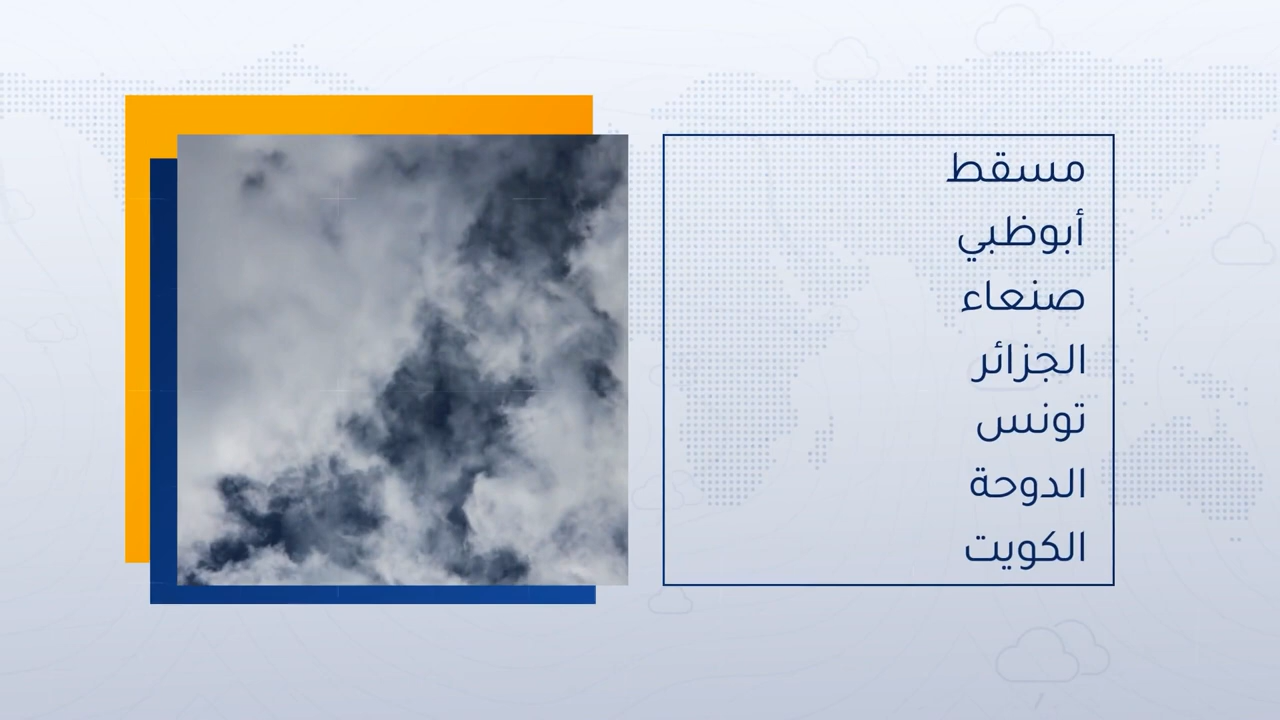 مسقط
أبوظبي
صنعاء
الجزائر
تونس
الدوحة
الكويت